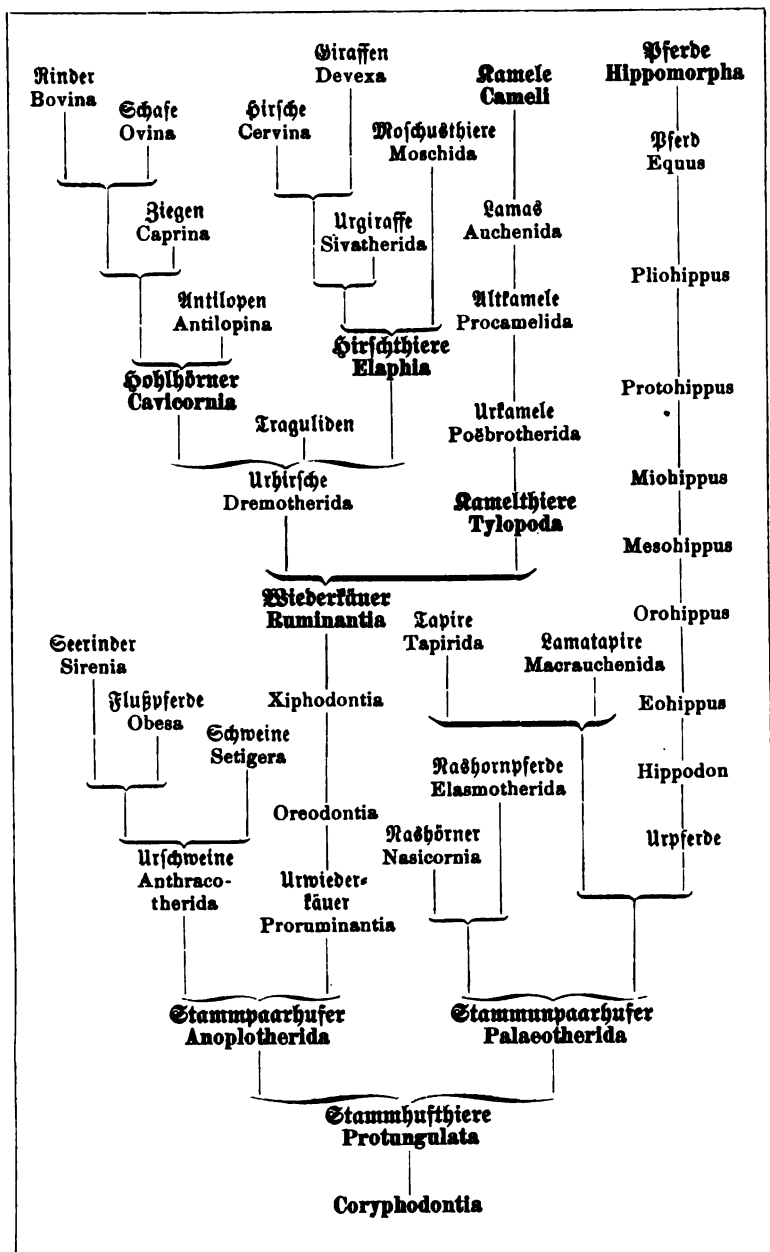 Giraffen
Devexa
Rinder
Bovina
Schafe
Ovina
Hirsche
Cervina
Moschusthiere
Moschida
Kamele
Cameli
Pferde
Hippomorpha
Pferd
Equus
Ziegen
Caprina
Urgiraffe
Sivatherida
Lamas
Auchenida
Pliohippus
Antilopen
Antilopina
Altkamele
Procamelida
Hirschthiere
Elaphia
Hohlhörner
Cavicornia
Protohippus
Traguliden
Urkamele
Poëbrotherida
Urhirsche
Dremotherida
Kamelthiere
Tylopoda
Miohippus
Mesohippus
Wiederkäuer
Ruminantia
Orohippus
Tapire
Tapirida
Lamatapire
Macrauchenida
Seerinder
Sirenia
Flußpferde
Obesa
Xiphodontia
Eohippus
Schweine
Setigera
Nashornpferde
Elasmotherida
Hippodon
Oreodontia
Nashörner
Nasicornia
Urpferde
Urschweine
Anthraco-
therida
Urwieder-
käuer
Proruminantia
Stammpaarhufer
Anoplotherida
Stammunpaarhufer
Palaeotherida
Stammhufthiere
Protungulata
Coryphodontia